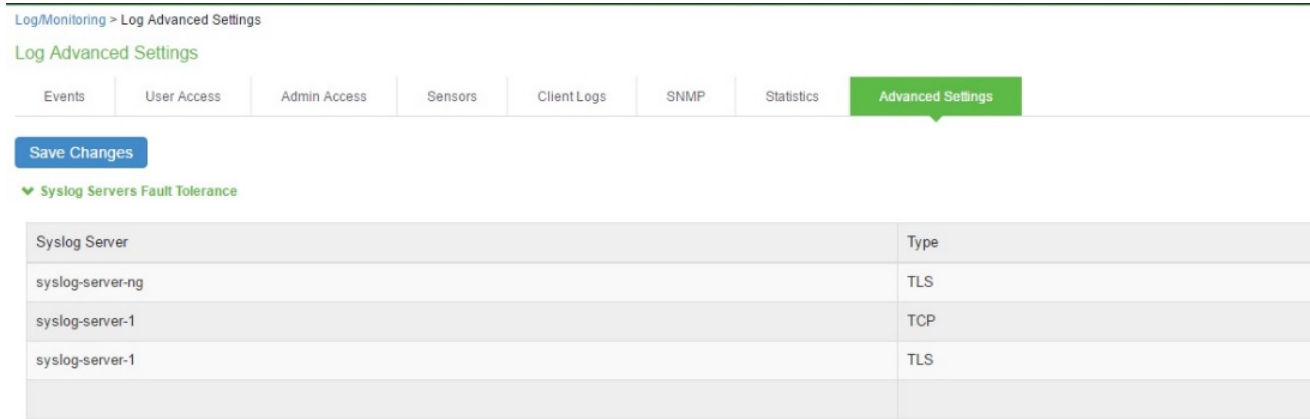 Log/Monitoring > Log Advanced Settings
Log Advanced Settings
Events User Access Admin Access Sensors Client Logs SNMP Statistics Advanced Settings
Save Changes
Syslog Servers Fault Tolerance
Syslog Server Type
syslog-server-ng TLS
syslog-server-1 TCP
syslog-server-1 TLS